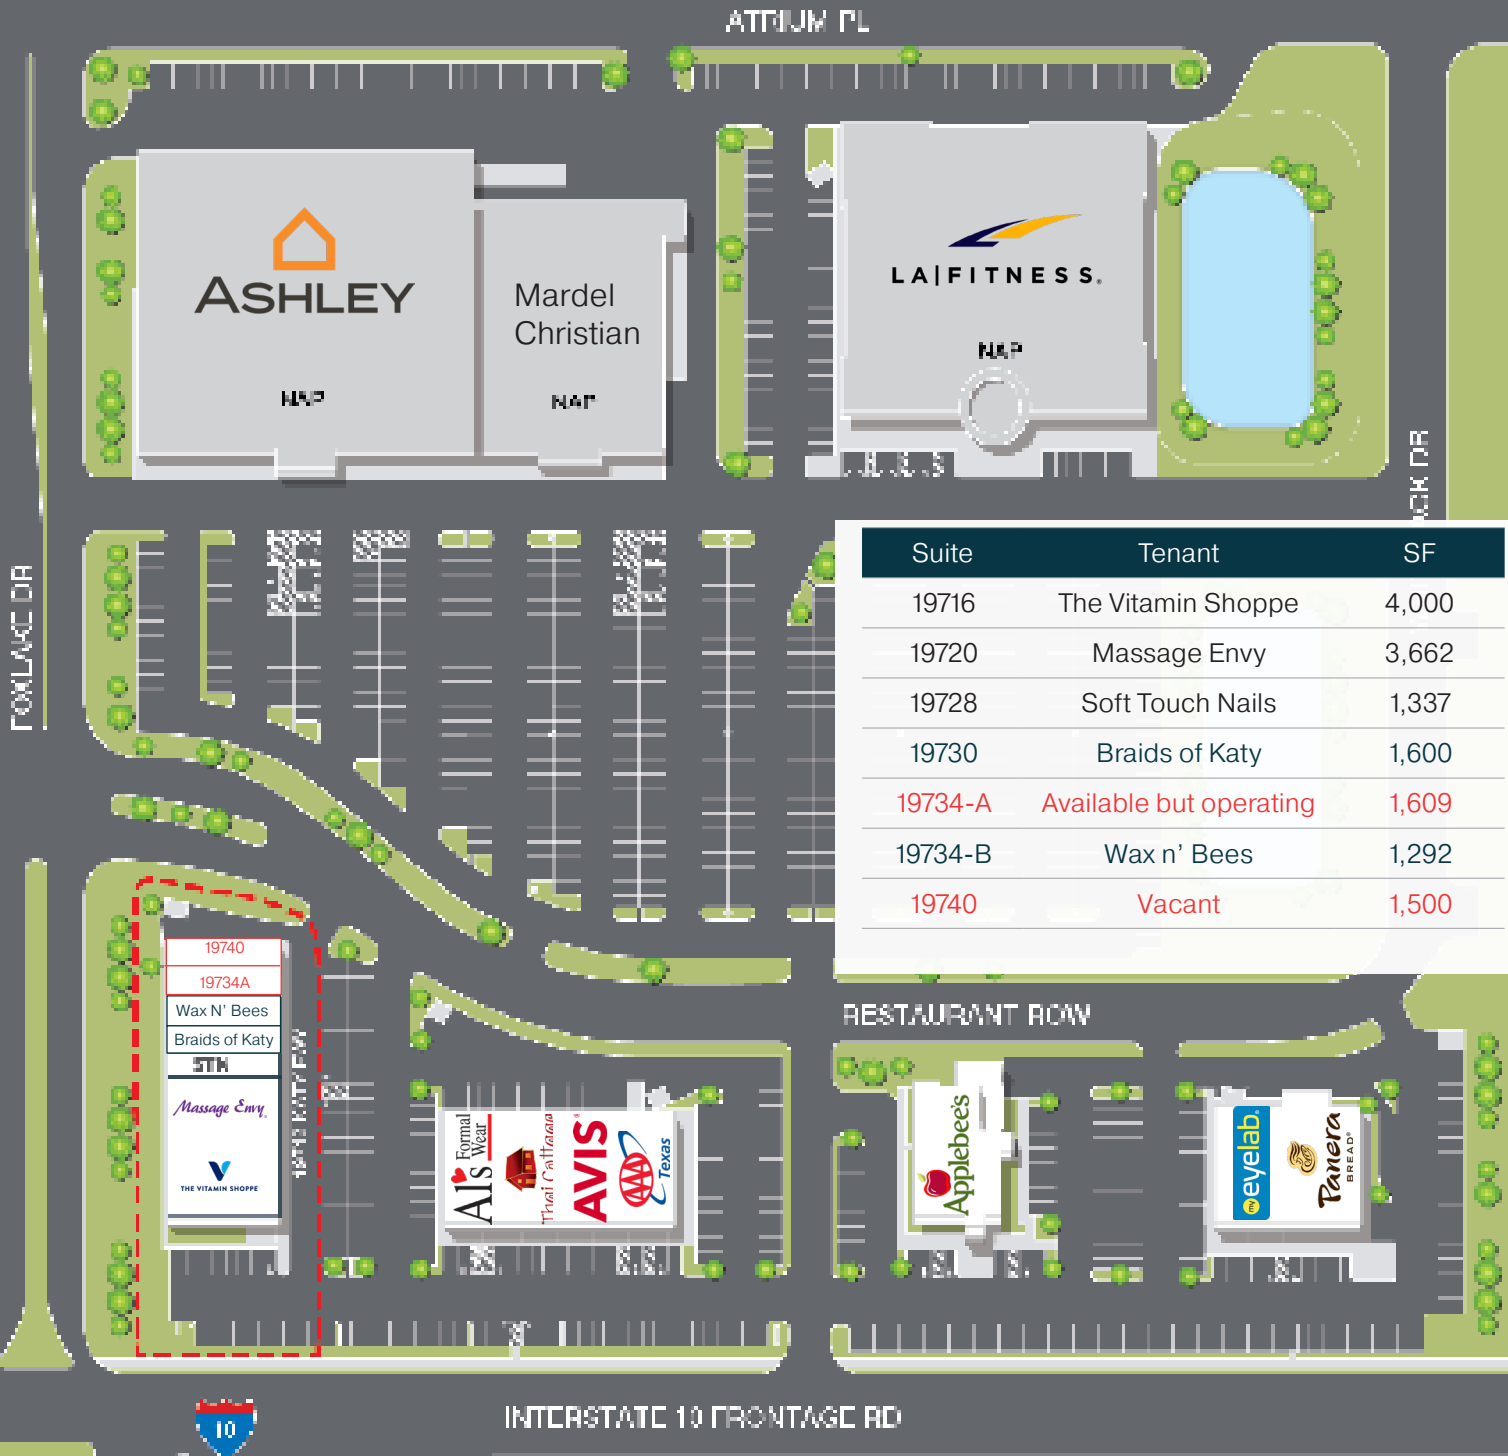 ATRIUM PL
ASHLEY
Mardel
Christian
NAP
NAP
LA|FITNESS.
NAP
FOXLAKE DR
Suite Tenant SF
19716 The Vitamin Shoppe 4,000
19720 Massage Envy 3,662
19728 Soft Touch Nails 1,337
19730 Braids of Katy 1,600
19734-A Available but operating 1,609
19734-B Wax n' Bees 1,292
19740 Vacant 1,500
19740
19734A
Wax N' Bees
Braids of Katy
STN
Massage Envy
THE VITAMIN SHOPPE
KATY FW
RESTAURANT ROW
Al's Formal
Wear
AVIS
AAA Texas
Applebee's
my eyelab.
Panera
BREAD®
INTERSTATE 10 FRONTAGE RD
10